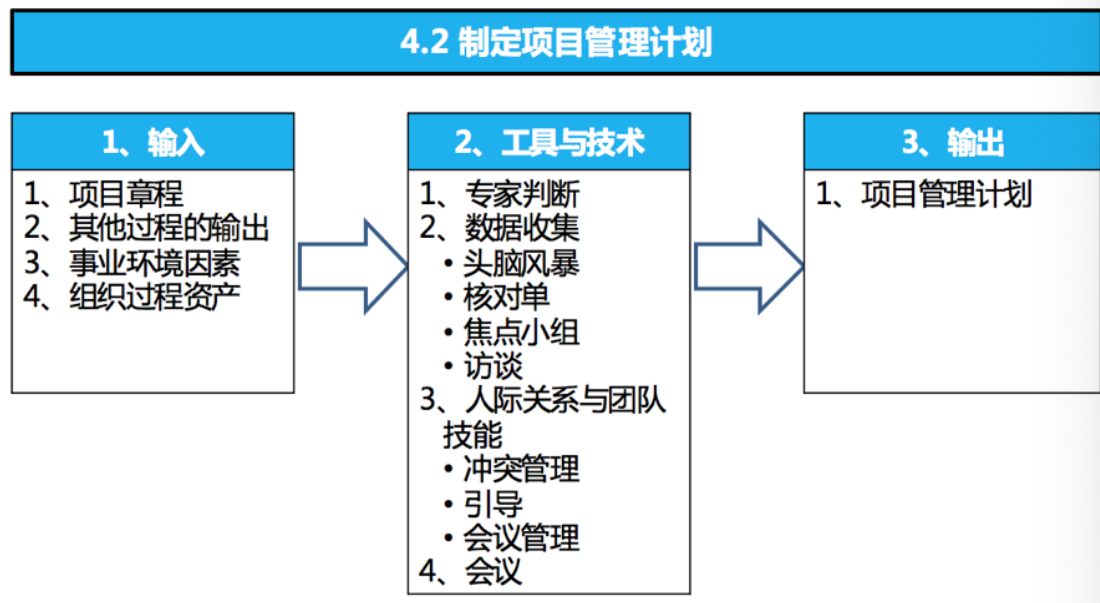 4.2 制定项目管理计划
1、输入
1、项目章程
2、其他过程的输出
3、事业环境因素
4、组织过程资产
2、工具与技术
1、专家判断
2、数据收集
•头脑风暴
•核对单
•焦点小组
•访谈
3、人际关系与团队
技能
•冲突管理
•引导
•会议管理
4、会议
3、输出
1、项目管理计划